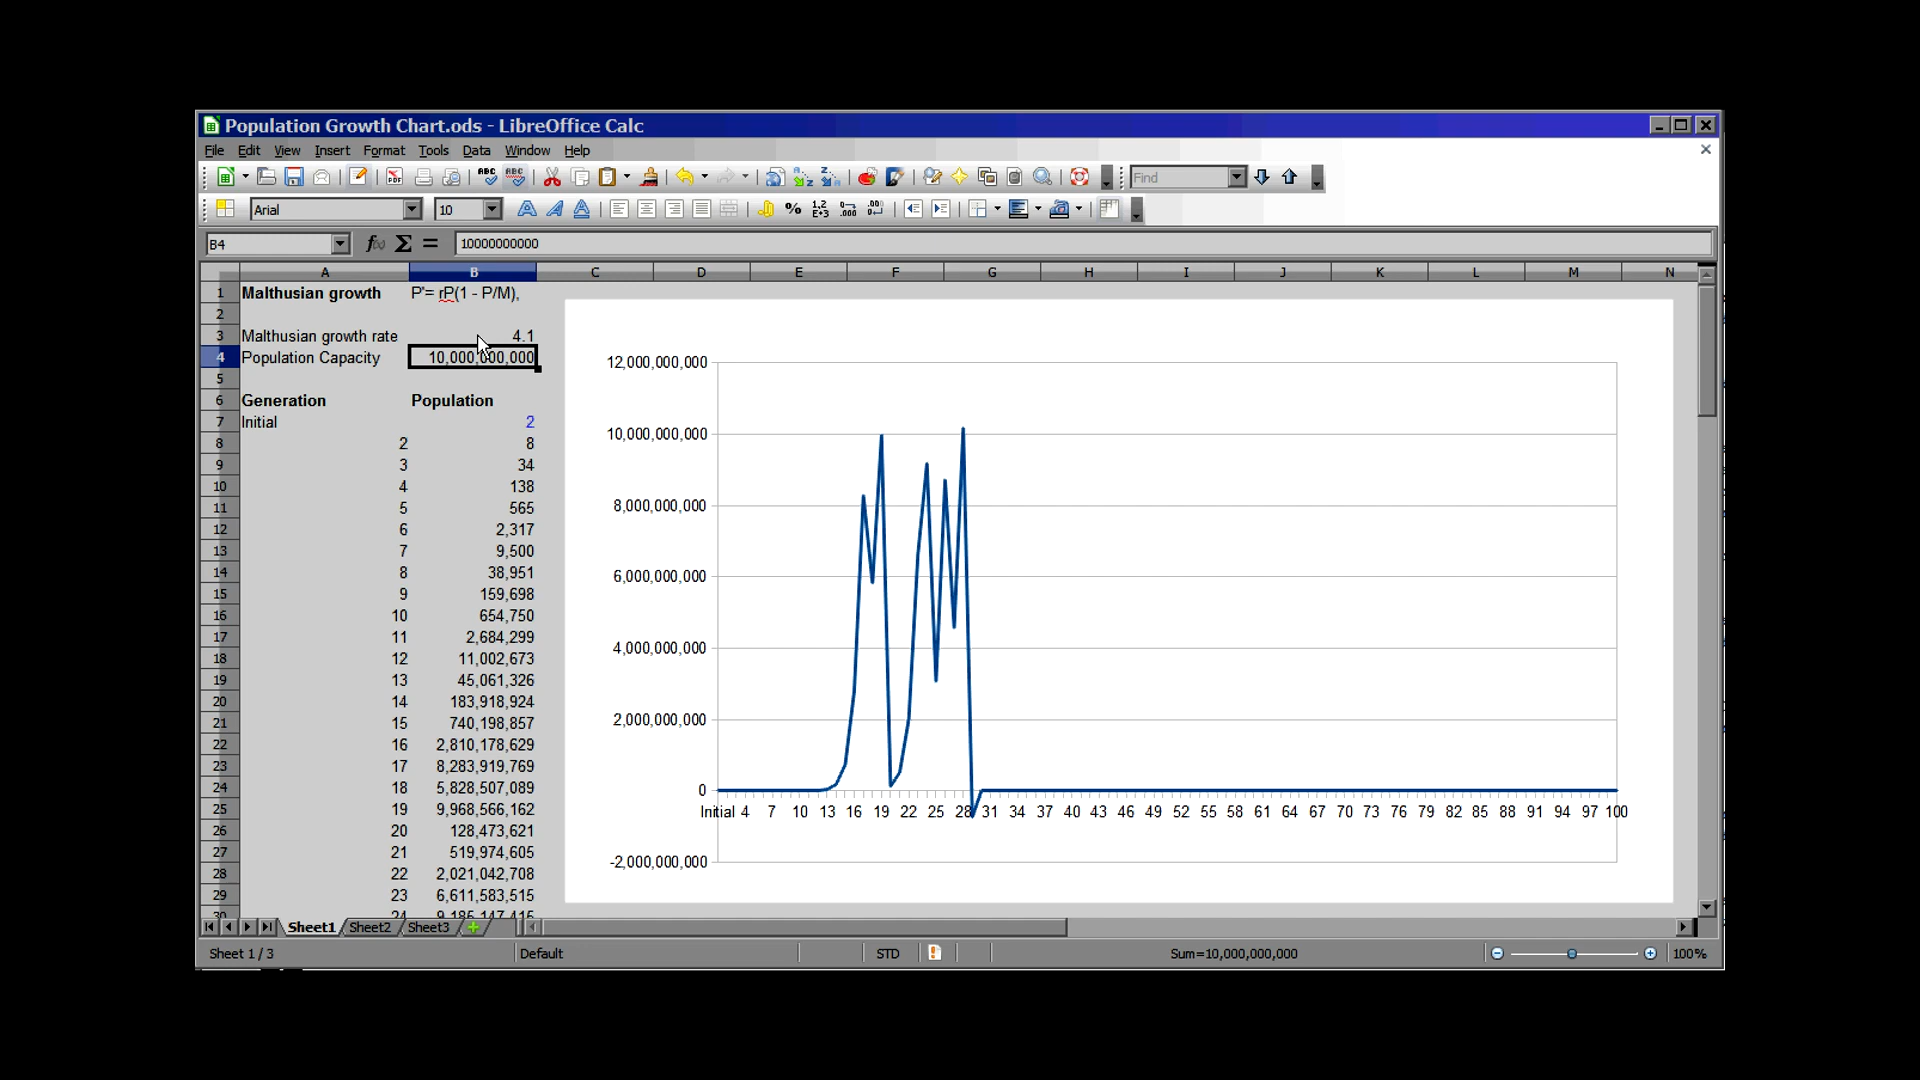 Population Growth Chart.ods - LibreOffice Calc
File Edit View Insert Format Tools Data Window Help
Find
Arial 10
B4 10000000000
A B C D E F G H I J K L M N
1 Malthusian growth P'= rP(1 - P/M),
2
3 Malthusian growth rate 4.1
4 Population Capacity 10,000,000,000
5
6 Generation Population
7 Initial 2
8 2 8
9 3 34
10 4 138
11 5 565
12 6 2,317
13 7 9,500
14 8 38,951
15 9 159,698
16 10 654,750
17 11 2,684,299
18 12 11,002,673
19 13 45,061,326
20 14 183,918,924
21 15 740,198,857
22 16 2,810,178,629
23 17 8,283,919,769
24 18 5,828,507,089
25 19 9,968,566,162
26 20 128,473,621
27 21 519,974,605
28 22 2,021,042,708
29 23 6,611,583,515
30 24 9,185,147,415
12,000,000,000
10,000,000,000
8,000,000,000
6,000,000,000
4,000,000,000
2,000,000,000
0
Initial 4 7 10 13 16 19 22 25 28 31 34 37 40 43 46 49 52 55 58 61 64 67 70 73 76 79 82 85 88 91 94 97 100
-2,000,000,000
Sheet1 Sheet2 Sheet3
Sheet 1 / 3 Default STD Sum=10,000,000,000 100%